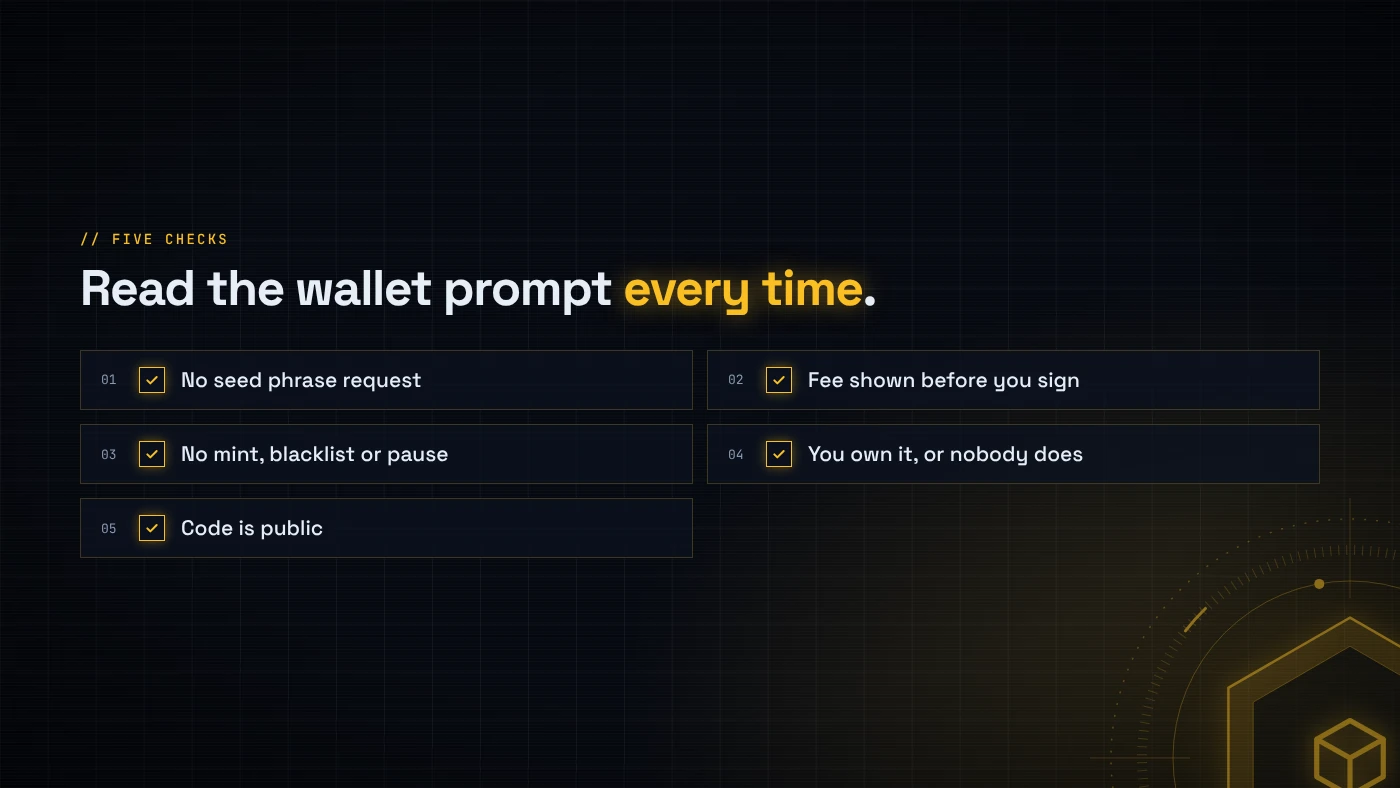 // FIVE CHECKS
Read the wallet prompt every time.
01 No seed phrase request
02 Fee shown before you sign
03 No mint, blacklist or pause
04 You own it, or nobody does
05 Code is public